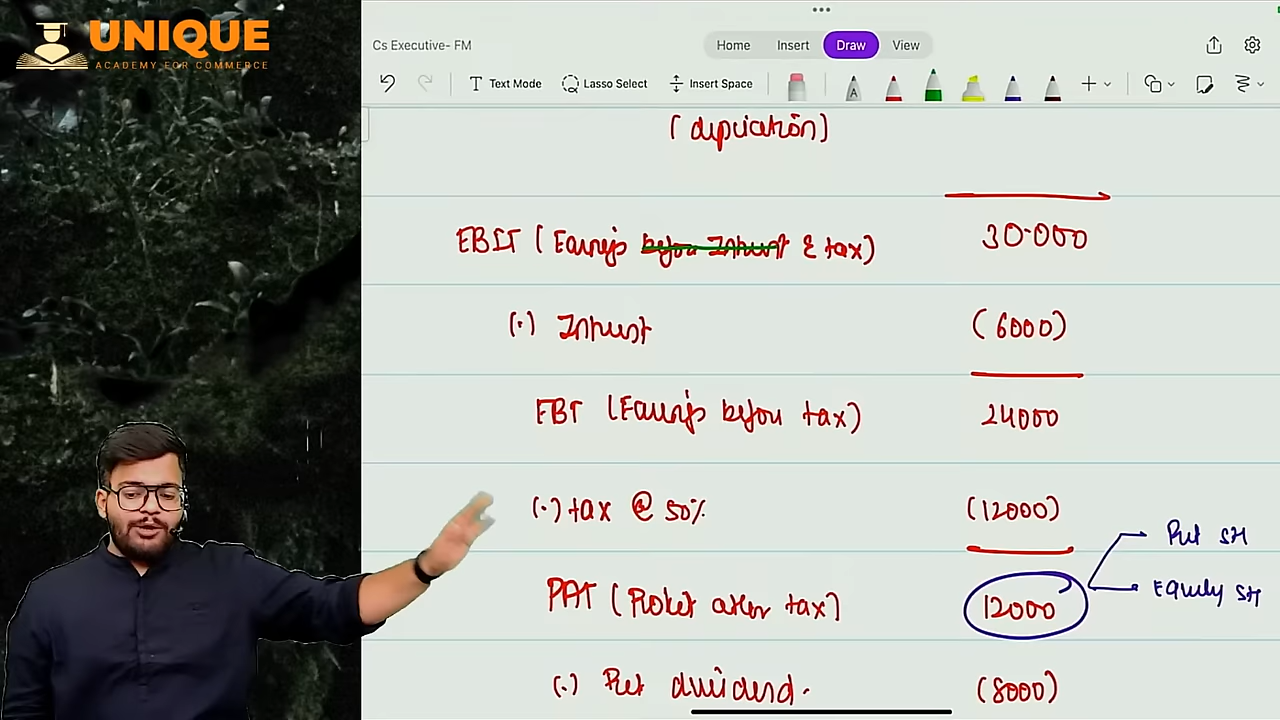 UNIQUE
ACADEMY FOR COMMERCE
Cs Executive- FM
Home Insert Draw View
Text Mode Lasso Select Insert Space
(depriciation)
EBIT (Earnings before Interest & tax) 30.000
(-) Interest (6000)
EBT (Earnings before tax) 24000
(-) tax @ 50% (12000)
Pref SH
PAT (Profit after tax) 12000
Equity SH
(-) Pref dividend. (8000)